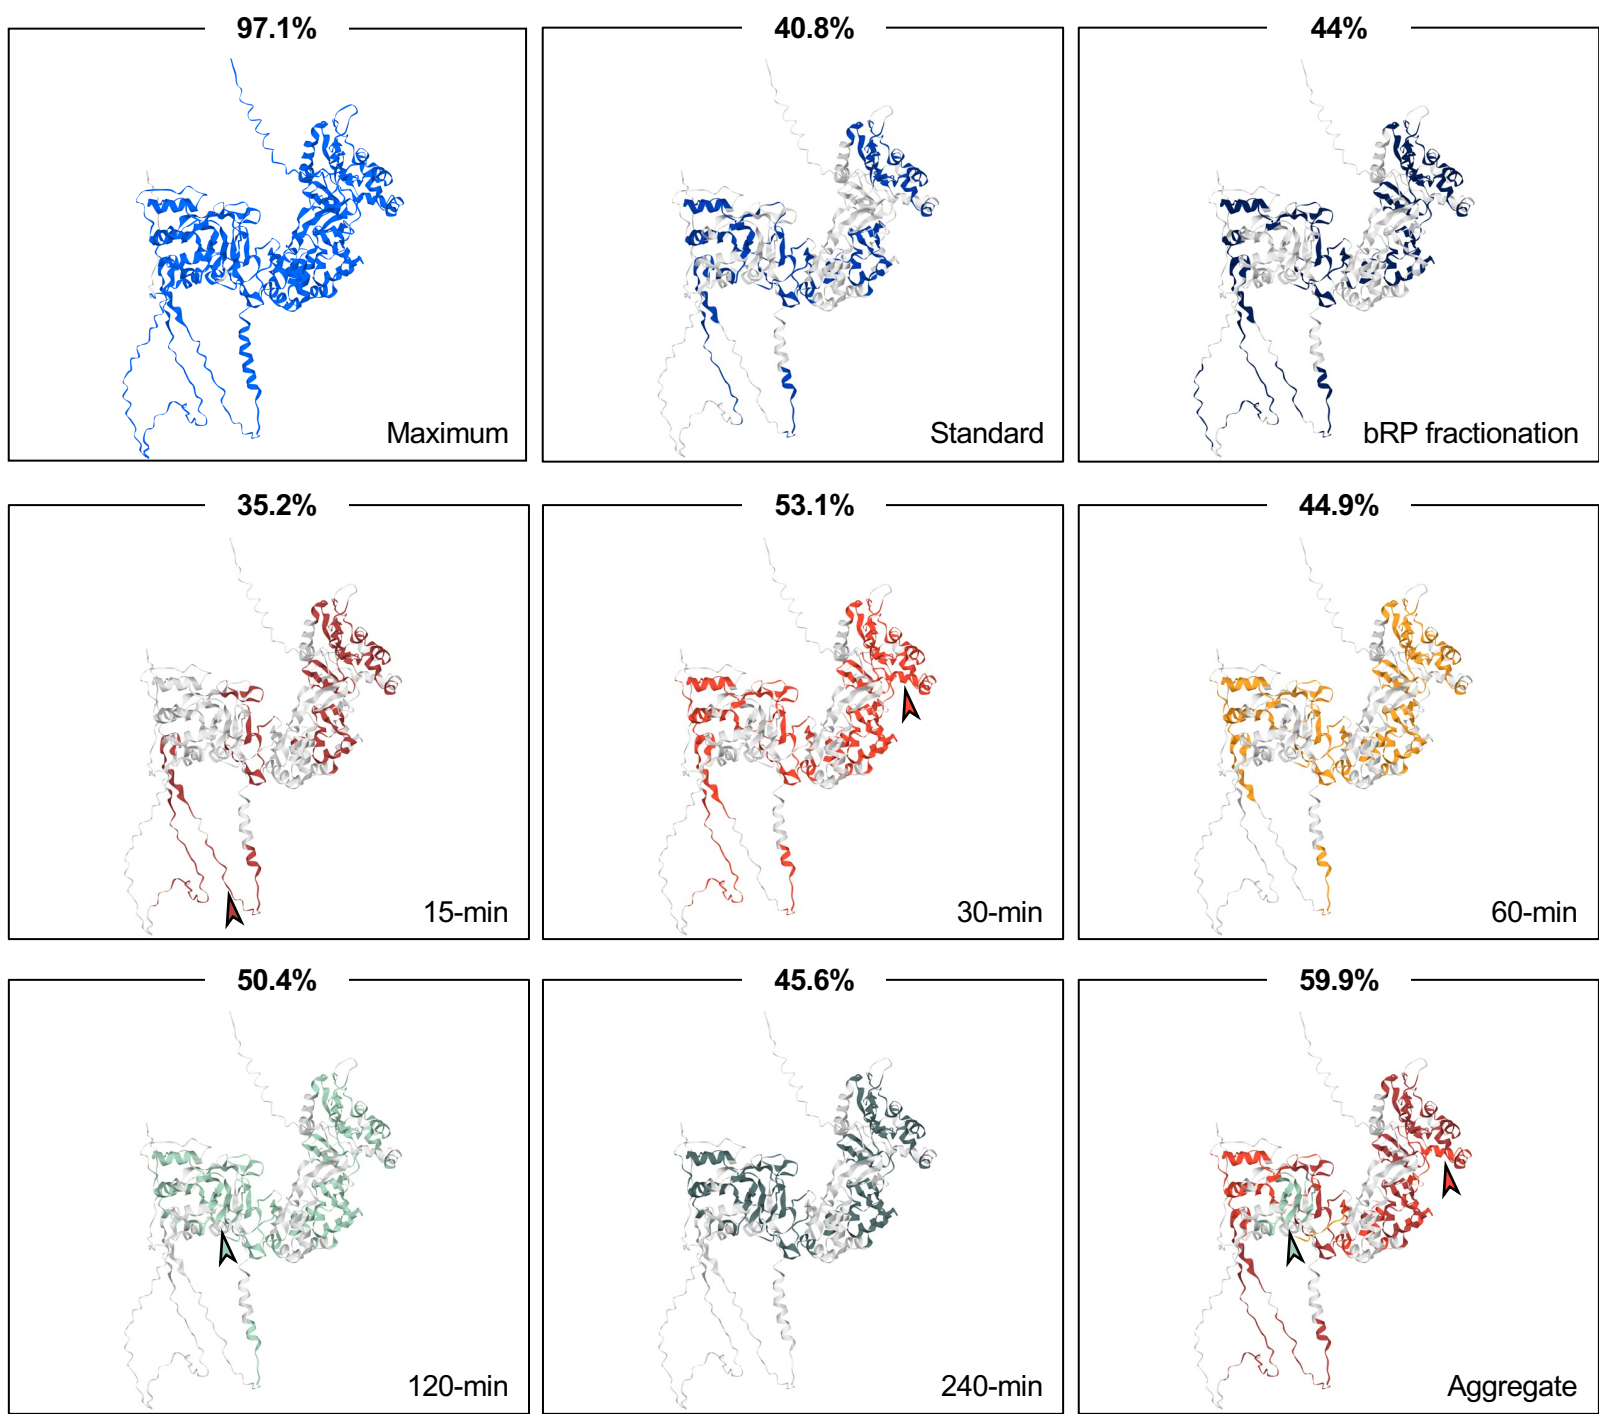 97.1%
Maximum
40.8%
Standard
44%
bRP fractionation
35.2%
15-min
53.1%
30-min
44.9%
60-min
50.4%
120-min
45.6%
240-min
59.9%
Aggregate